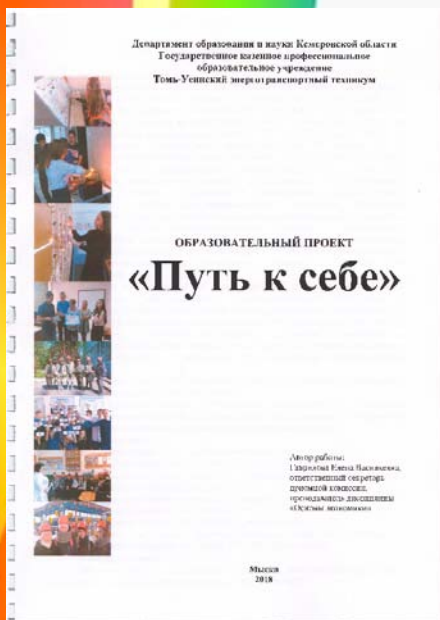 Департамент образования и науки Кемеровской области
Государственное казенное профессиональное
образовательное учреждение
Томь-Усинский энерготранспортный техникум
ОБРАЗОВАТЕЛЬНЫЙ ПРОЕКТ
«Путь к себе»
Автор работы:
Елена Васильевна,
ответственный секретарь
приемной комиссии,
преподаватель дисциплины
«Основы экономики»
Мыски
2018